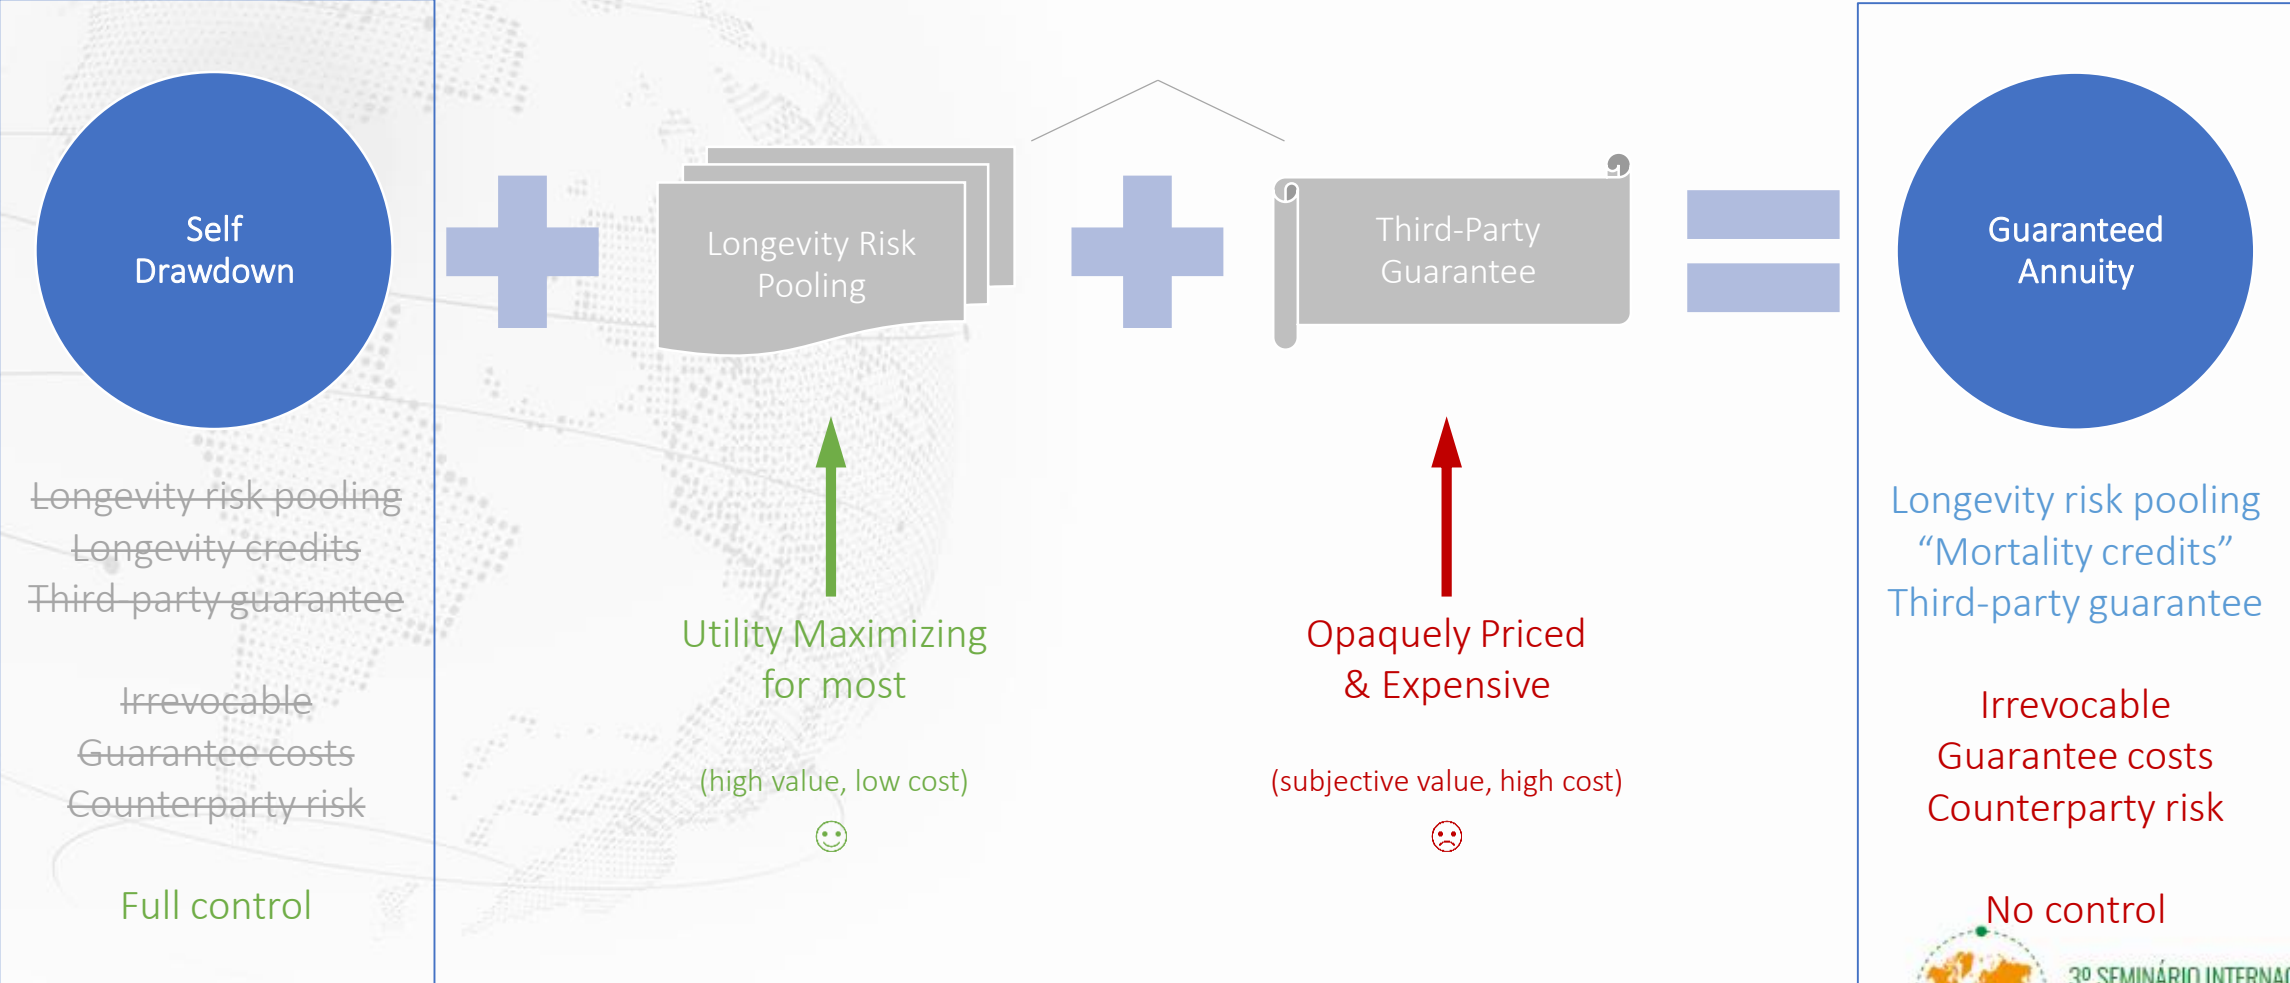 Self
Drawdown
Longevity risk pooling
Longevity credits
Third-party guarantee
Irrevocable
Guarantee costs
Counterparty risk
Full control
Longevity Risk
Pooling
Utility Maximizing
for most
(high value, low cost)
Third-Party
Guarantee
Opaquely Priced
& Expensive
(subjective value, high cost)
Guaranteed
Annuity
Longevity risk pooling
“Mortality credits”
Third-party guarantee
Irrevocable
Guarantee costs
Counterparty risk
No control
3º SEMINÁRIO